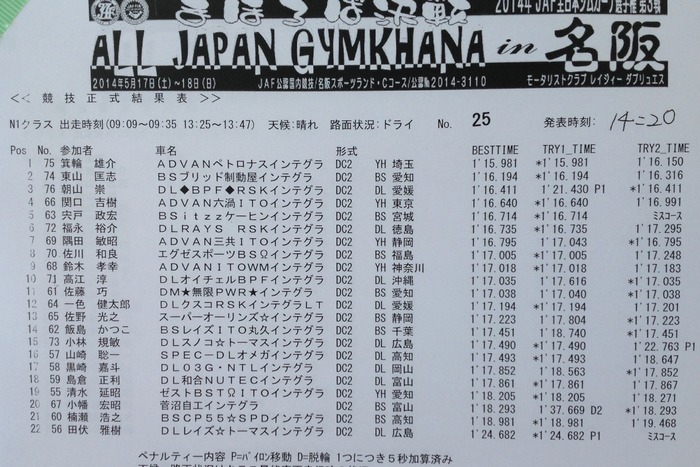 まほろば決戦 2014年 JAF全日本ジムカーナ選手権 第3戦
ALL JAPAN GYMKHANA in 名阪
2014年5月17日(土)~18日(日) JAF公認国内競技/名阪スポーツランド・Cコース/公認番号2014-3110 モータリストクラブ レイジィー ダブリュエス
<< 競技正式結果表 >>
N1クラス 出走時刻(09:09~09:35 13:25~13:47) 天候:晴れ 路面状況:ドライ No. 25 発表時刻: 14:20
Pos No. 参加者 車名 形式 BESTTIME TRY1_TIME TRY2_TIME
1 75 箕輪 雄介 ADVANペトロナスインテグラ DC2 YH 埼玉 1'15.981 *1'15.981 1'16.150
2 74 東山 匡志 BSブリッド制動屋インテグラ DC2 BS 愛知 1'16.194 *1'16.194 1'16.316
3 76 朝山 崇 DL◆BPF◆RSKインテグラ DC2 DL 愛媛 1'16.411 1'21.430 P1 *1'16.411
4 66 関口 吉樹 ADVAN六渦ITOインテグラ DC2 YH 東京 1'16.640 *1'16.640 1'16.991
5 63 宍戸 政宏 BSitzzケーヒンインテグラ DC2 BS 宮城 1'16.714 *1'16.714 ミスコース
6 72 福永 裕介 DLRAYS RSKインテグラ DC2 DL 徳島 1'16.735 *1'16.735 1'17.295
7 69 隅田 敏昭 ADVAN三共ITOインテグラ DC2 YH 静岡 1'16.795 1'17.043 *1'16.795
8 70 佐川 和良 エグゼスポーツBSΩインテグラ DC2 BS 福島 1'17.005 *1'17.005 1'17.248
9 68 鈴木 孝幸 ADVANITOWMインテグラ DC2 YH 神奈川 1'17.018 *1'17.018 1'17.183
10 71 高江 淳 DLオイチェルBPFインテグラ DC2 DL 沖縄 1'17.035 1'17.616 *1'17.035
11 61 佐藤 巧 DM★無限PWR★インテグラ DC2 BS 愛知 1'17.038 1'17.040 *1'17.038
12 64 一色 健太郎 DLクスコRSKインテグラLT DC2 DL 愛媛 1'17.194 *1'17.194 1'17.201
13 65 佐野 光之 スーパーオーリンズ☆インテグラ DC2 BS 静岡 1'17.223 1'17.804 *1'17.223
14 62 飯島 かつこ BSレイズITO丸久インテグラ DC2 BS 千葉 1'17.451 1'18.740 *1'17.451
15 73 小林 規敏 DLスノコ☆トーマスインテグラ DC2 DL 広島 1'17.490 *1'17.490 1'22.763 P1
16 57 山崎 聡一 SPEC-DLオメガインテグラ DC2 DL 高知 1'17.493 *1'17.493 1'18.647
17 58 黒崎 嘉斗 DL03G・NTLインテグラ DC2 DL 岡山 1'17.852 1'18.563 *1'17.852
18 59 島倉 正利 DL和合NUTECインテグラ DC2 DL 富山 1'17.861 *1'17.861 1'17.867
19 55 清水 延昭 ゼストBSTΩITOインテグラ DC2 BS 愛知 1'18.205 *1'18.205 1'18.271
20 67 小幡 宏昭 菅沼自工インテグラ DC2 BS 富山 1'18.293 1'37.669 D2 *1'18.293
21 60 楠瀬 浩之 BSCP55☆SPDインテグラ DC2 BS 高知 1'18.981 *1'18.981 1'19.468
22 56 田伏 雅樹 DLレイズ☆トーマスインテグラ DC2 DL 広島 1'24.682 *1'24.682 P1 ミスコース
ペナルティー内容 P=パイロン移動 D=脱輪 1つにつき5秒加算済み